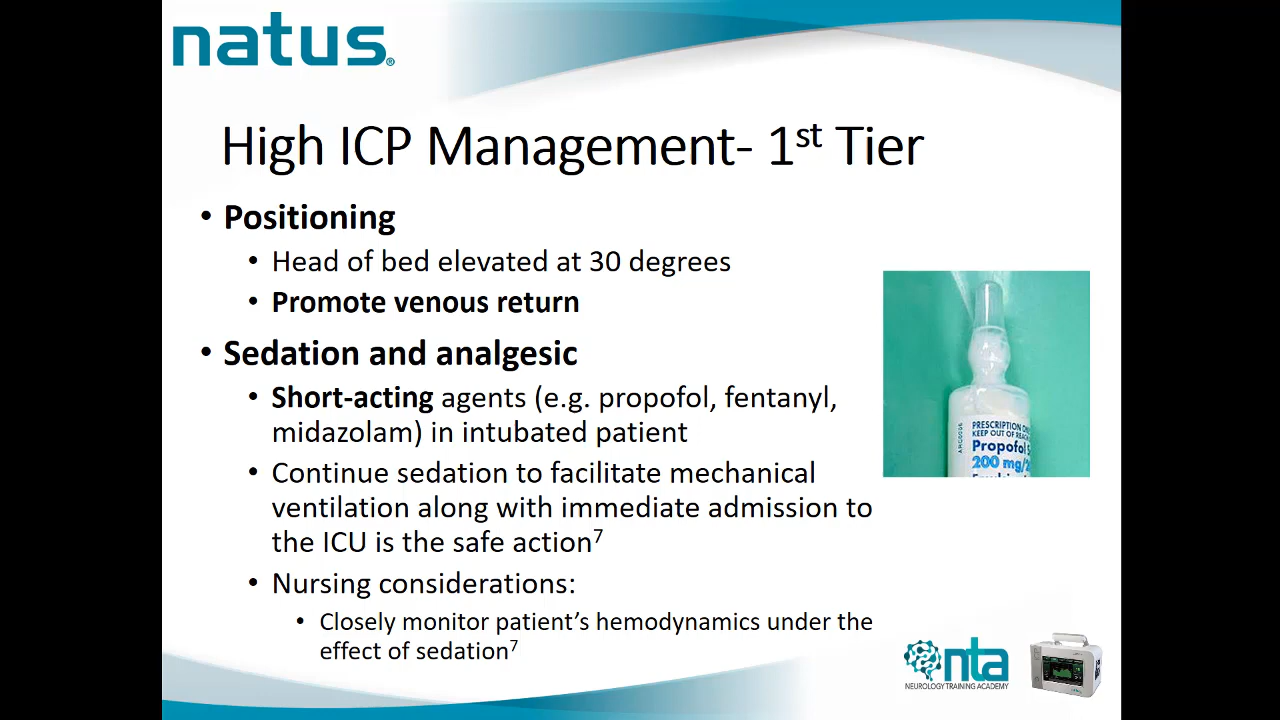 natus®
High ICP Management- 1st Tier
• Positioning
• Head of bed elevated at 30 degrees
• Promote venous return
• Sedation and analgesic
• Short-acting agents (e.g. propofol, fentanyl,
midazolam) in intubated patient
• Continue sedation to facilitate mechanical
ventilation along with immediate admission to
the ICU is the safe action7
• Nursing considerations:
• Closely monitor patient’s hemodynamics under the
effect of sedation7
PRESCRIPTION
KEEP OUT OF
Propofol
200 mg/
nta
NEUROLOGY TRAINING ACADEMY